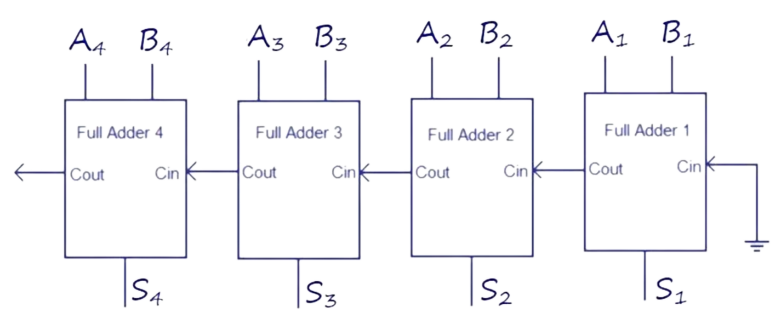 A4 B4 A3 B3 A2 B2 A1 B1
Full Adder 4 Full Adder 3 Full Adder 2 Full Adder 1
Cout Cin Cout Cin Cout Cin Cout Cin
S4 S3 S2 S1